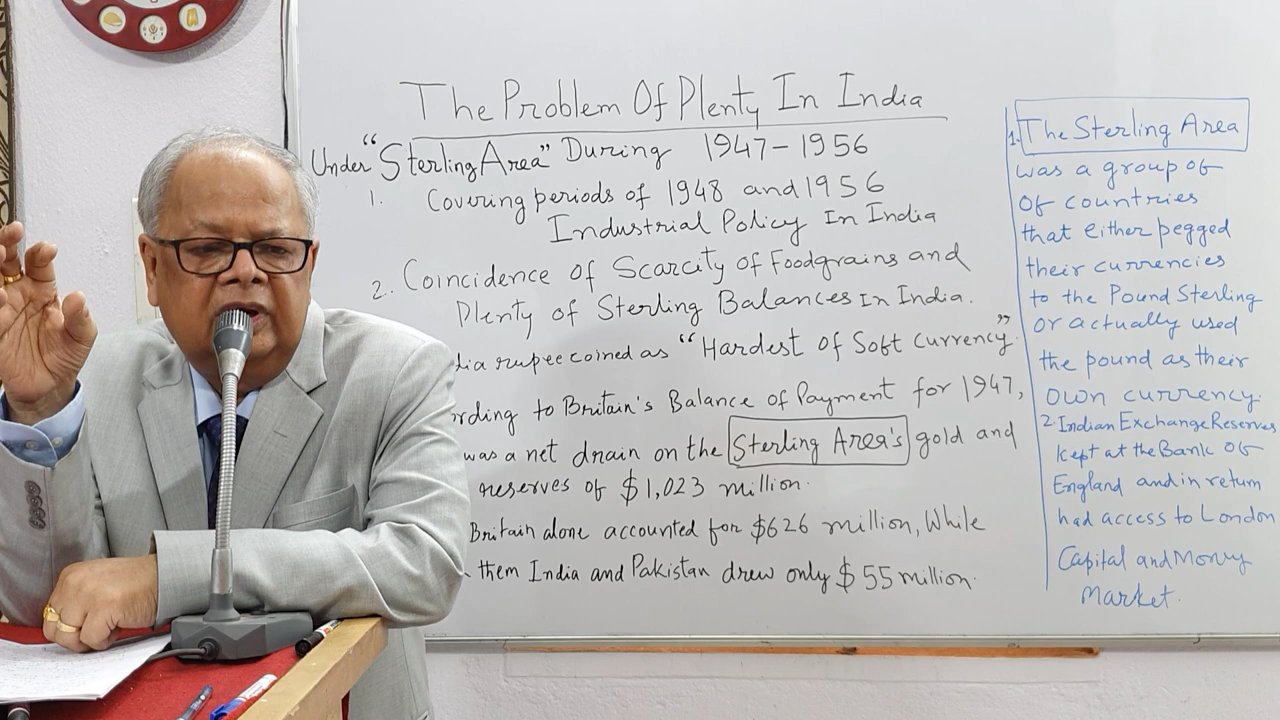 The Problem Of Plenty In India
Under "Sterling Area" During 1947-1956
1. Covering periods of 1948 and 1956
Industrial Policy In India
2. Coincidence of Scarcity of Foodgrains and
Plenty of Sterling Balances In India.
rupee coined as "Hardest of Soft Currency"
to Britain's Balance of Payment for 1947,
was a net drain on the Sterling Area's gold and
reserves of $1,023 million.
Britain alone accounted for $626 million, While
them India and Pakistan drew only $55 million.
1. The Sterling Area
was a group of
of countries
that either pegged
their currencies
to the Pound Sterling
or actually used
the pound as their
own currency.
2. Indian Exchange Reserves
kept at the Bank of
England and in return
had access to London
Capital and Money
Market.